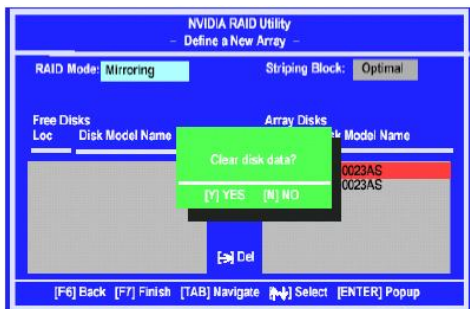 NVIDIA RAID Utility
- Define a New Array -
RAID Mode: Mirroring Striping Block: Optimal
Free Disks Array Disks
Loc Disk Model Name Model Name
Clear disk data?
[Y] YES [N] NO
0023AS
0023AS
Del
[F6] Back [F7] Finish [TAB] Navigate Select [ENTER] Popup